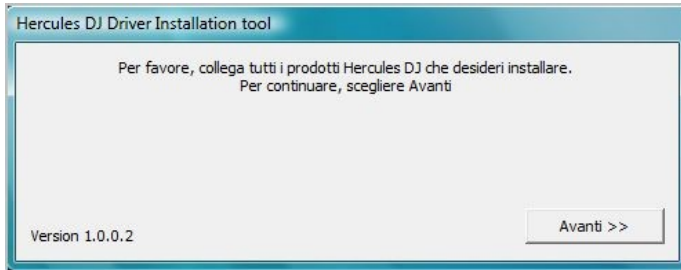 Hercules DJ Driver Installation tool
Per favore, collega tutti i prodotti Hercules DJ che desideri installare.
Per continuare, scegliere Avanti
Avanti >>
Version 1.0.0.2